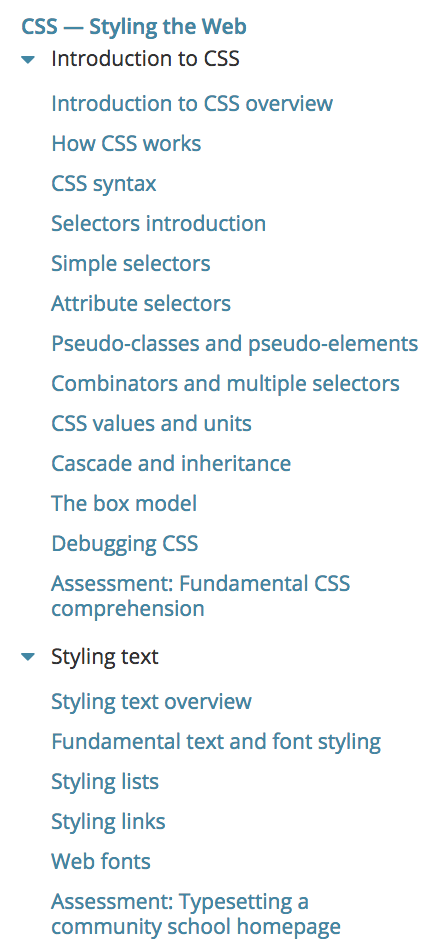 CSS — Styling the Web
Introduction to CSS
Introduction to CSS overview
How CSS works
CSS syntax
Selectors introduction
Simple selectors
Attribute selectors
Pseudo-classes and pseudo-elements
Combinators and multiple selectors
CSS values and units
Cascade and inheritance
The box model
Debugging CSS
Assessment: Fundamental CSS
comprehension
Styling text
Styling text overview
Fundamental text and font styling
Styling lists
Styling links
Web fonts
Assessment: Typesetting a
community school homepage